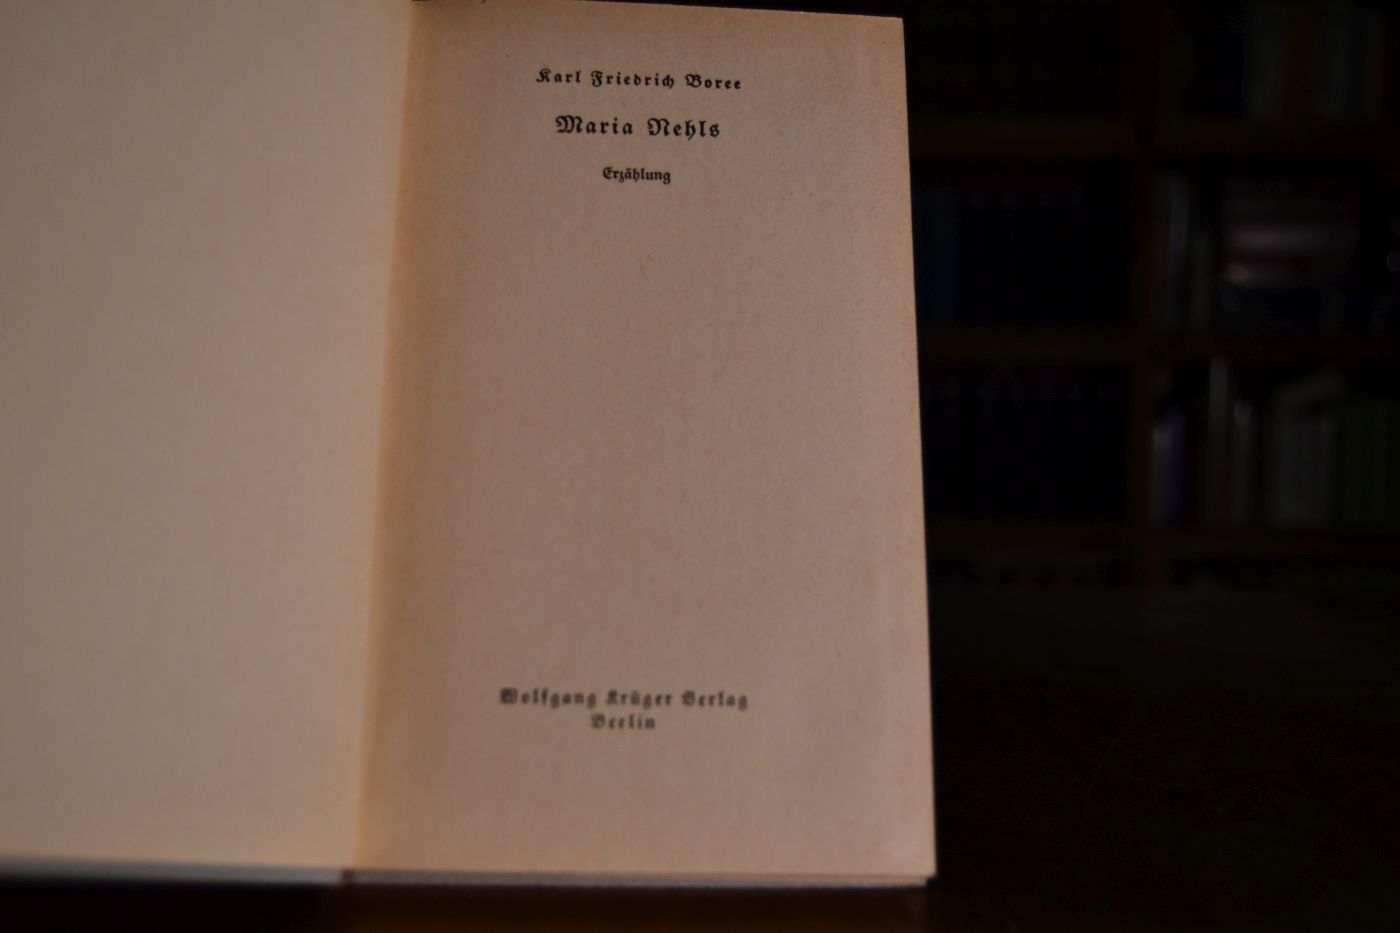 Karl Friedrich Boree
Maria Nehls
Erzählung
Wolfgang Krüger Verlag
Berlin